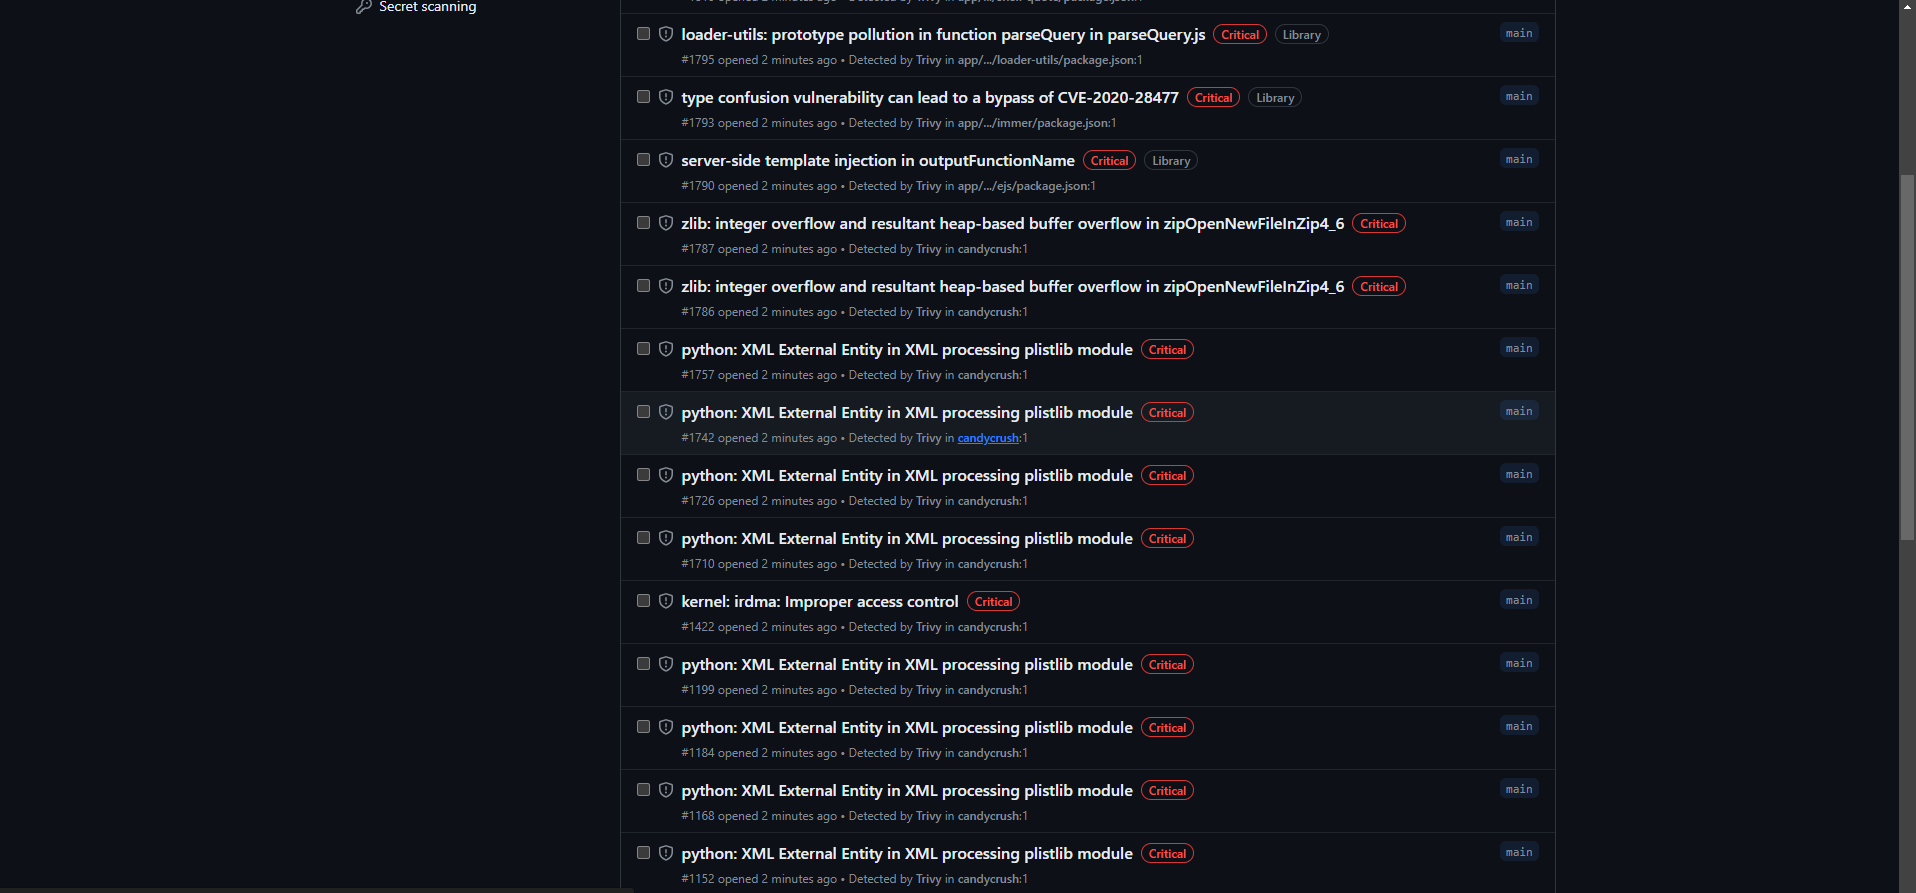 Secret scanning
loader-utils: prototype pollution in function parseQuery in parseQuery.js Critical Library main
#1795 opened 2 minutes ago • Detected by Trivy in app/.../loader-utils/package.json:1
type confusion vulnerability can lead to a bypass of CVE-2020-28477 Critical Library main
#1793 opened 2 minutes ago • Detected by Trivy in app/.../immer/package.json:1
server-side template injection in outputFunctionName Critical Library main
#1790 opened 2 minutes ago • Detected by Trivy in app/.../ejs/package.json:1
zlib: integer overflow and resultant heap-based buffer overflow in zipOpenNewFileInZip4_6 Critical main
#1787 opened 2 minutes ago • Detected by Trivy in candycrush:1
zlib: integer overflow and resultant heap-based buffer overflow in zipOpenNewFileInZip4_6 Critical main
#1786 opened 2 minutes ago • Detected by Trivy in candycrush:1
python: XML External Entity in XML processing plistlib module Critical main
#1757 opened 2 minutes ago • Detected by Trivy in candycrush:1
python: XML External Entity in XML processing plistlib module Critical main
#1742 opened 2 minutes ago • Detected by Trivy in candycrush:1
python: XML External Entity in XML processing plistlib module Critical main
#1726 opened 2 minutes ago • Detected by Trivy in candycrush:1
python: XML External Entity in XML processing plistlib module Critical main
#1710 opened 2 minutes ago • Detected by Trivy in candycrush:1
kernel: irdma: Improper access control Critical main
#1422 opened 2 minutes ago • Detected by Trivy in candycrush:1
python: XML External Entity in XML processing plistlib module Critical main
#1199 opened 2 minutes ago • Detected by Trivy in candycrush:1
python: XML External Entity in XML processing plistlib module Critical main
#1184 opened 2 minutes ago • Detected by Trivy in candycrush:1
python: XML External Entity in XML processing plistlib module Critical main
#1168 opened 2 minutes ago • Detected by Trivy in candycrush:1
python: XML External Entity in XML processing plistlib module Critical main
#1152 opened 2 minutes ago • Detected by Trivy in candycrush:1